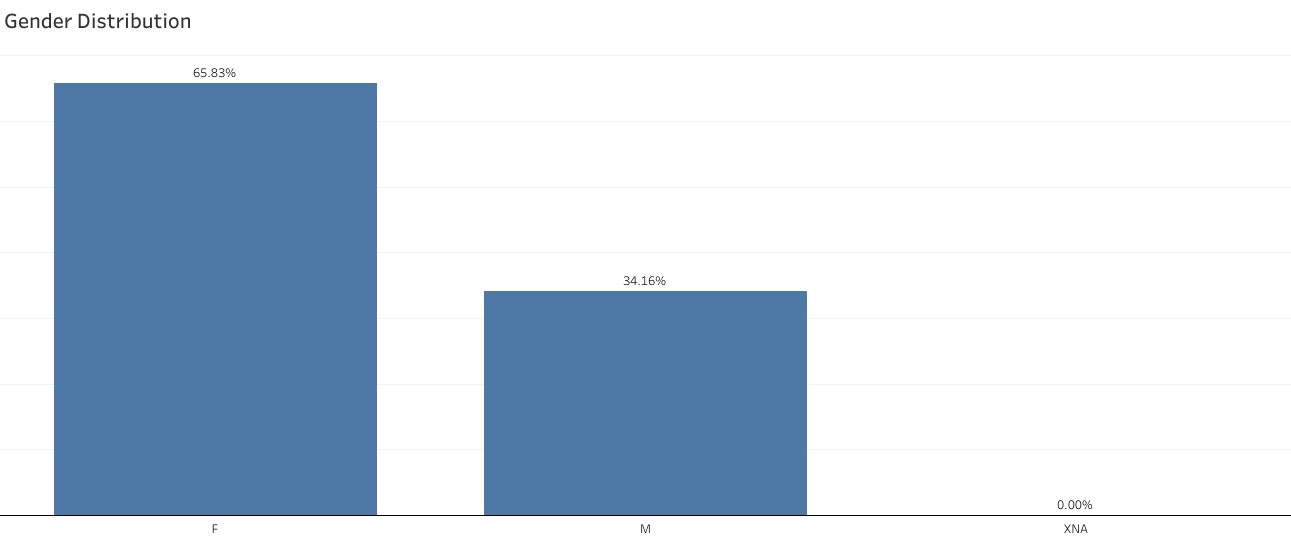 Gender Distribution
65.83%
34.16%
0.00%
F
M
XNA